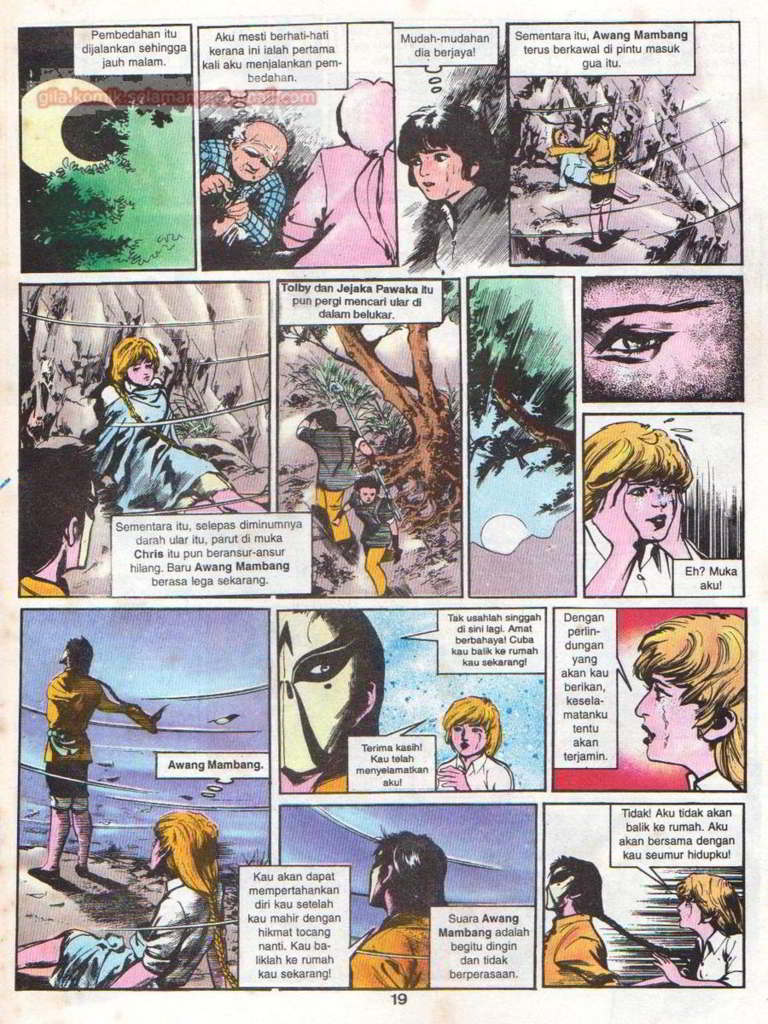 Pembedahan itu
dijalankan sehingga
jauh malam.
Aku mesti berhati-hati
kerana ini ialah pertama
kali aku menjalankan pem-
bedahan.
Mudah-mudahan
dia berjaya!
Sementara itu, Awang Mambang
terus berkawal di pintu masuk
gua itu.
Sementara itu, selepas diminumnya
darah ular itu, parut di muka
Chris itu pun beransur-ansur
hilang. Baru Awang Mambang
berasa lega sekarang.
Tolby dan Jejaka Pawaka itu
pun pergi mencari ular di
dalam belukar.
Eh? Muka
aku!
Awang Mambang.
Tak usahlah singgah
di sini lagi. Amat
berbahaya! Cuba
kau balik ke rumah
kau sekarang!
Terima kasih!
Kau telah
menyelamatkan
aku!
Dengan
perlin-
dungan
yang
akan kau
berikan,
kesela-
matanku
tentu
akan
terjamin.
Kau akan dapat
mempertahankan
diri kau setelah
kau mahir dengan
hikmat tocang
nanti. Kau ba-
liklah ke rumah
kau sekarang!
Suara Awang
Mambang adalah
begitu dingin
dan tidak
berperasaan.
Tidak! Aku tidak akan
balik ke rumah. Aku
akan bersama dengan
kau seumur hidupku!
19